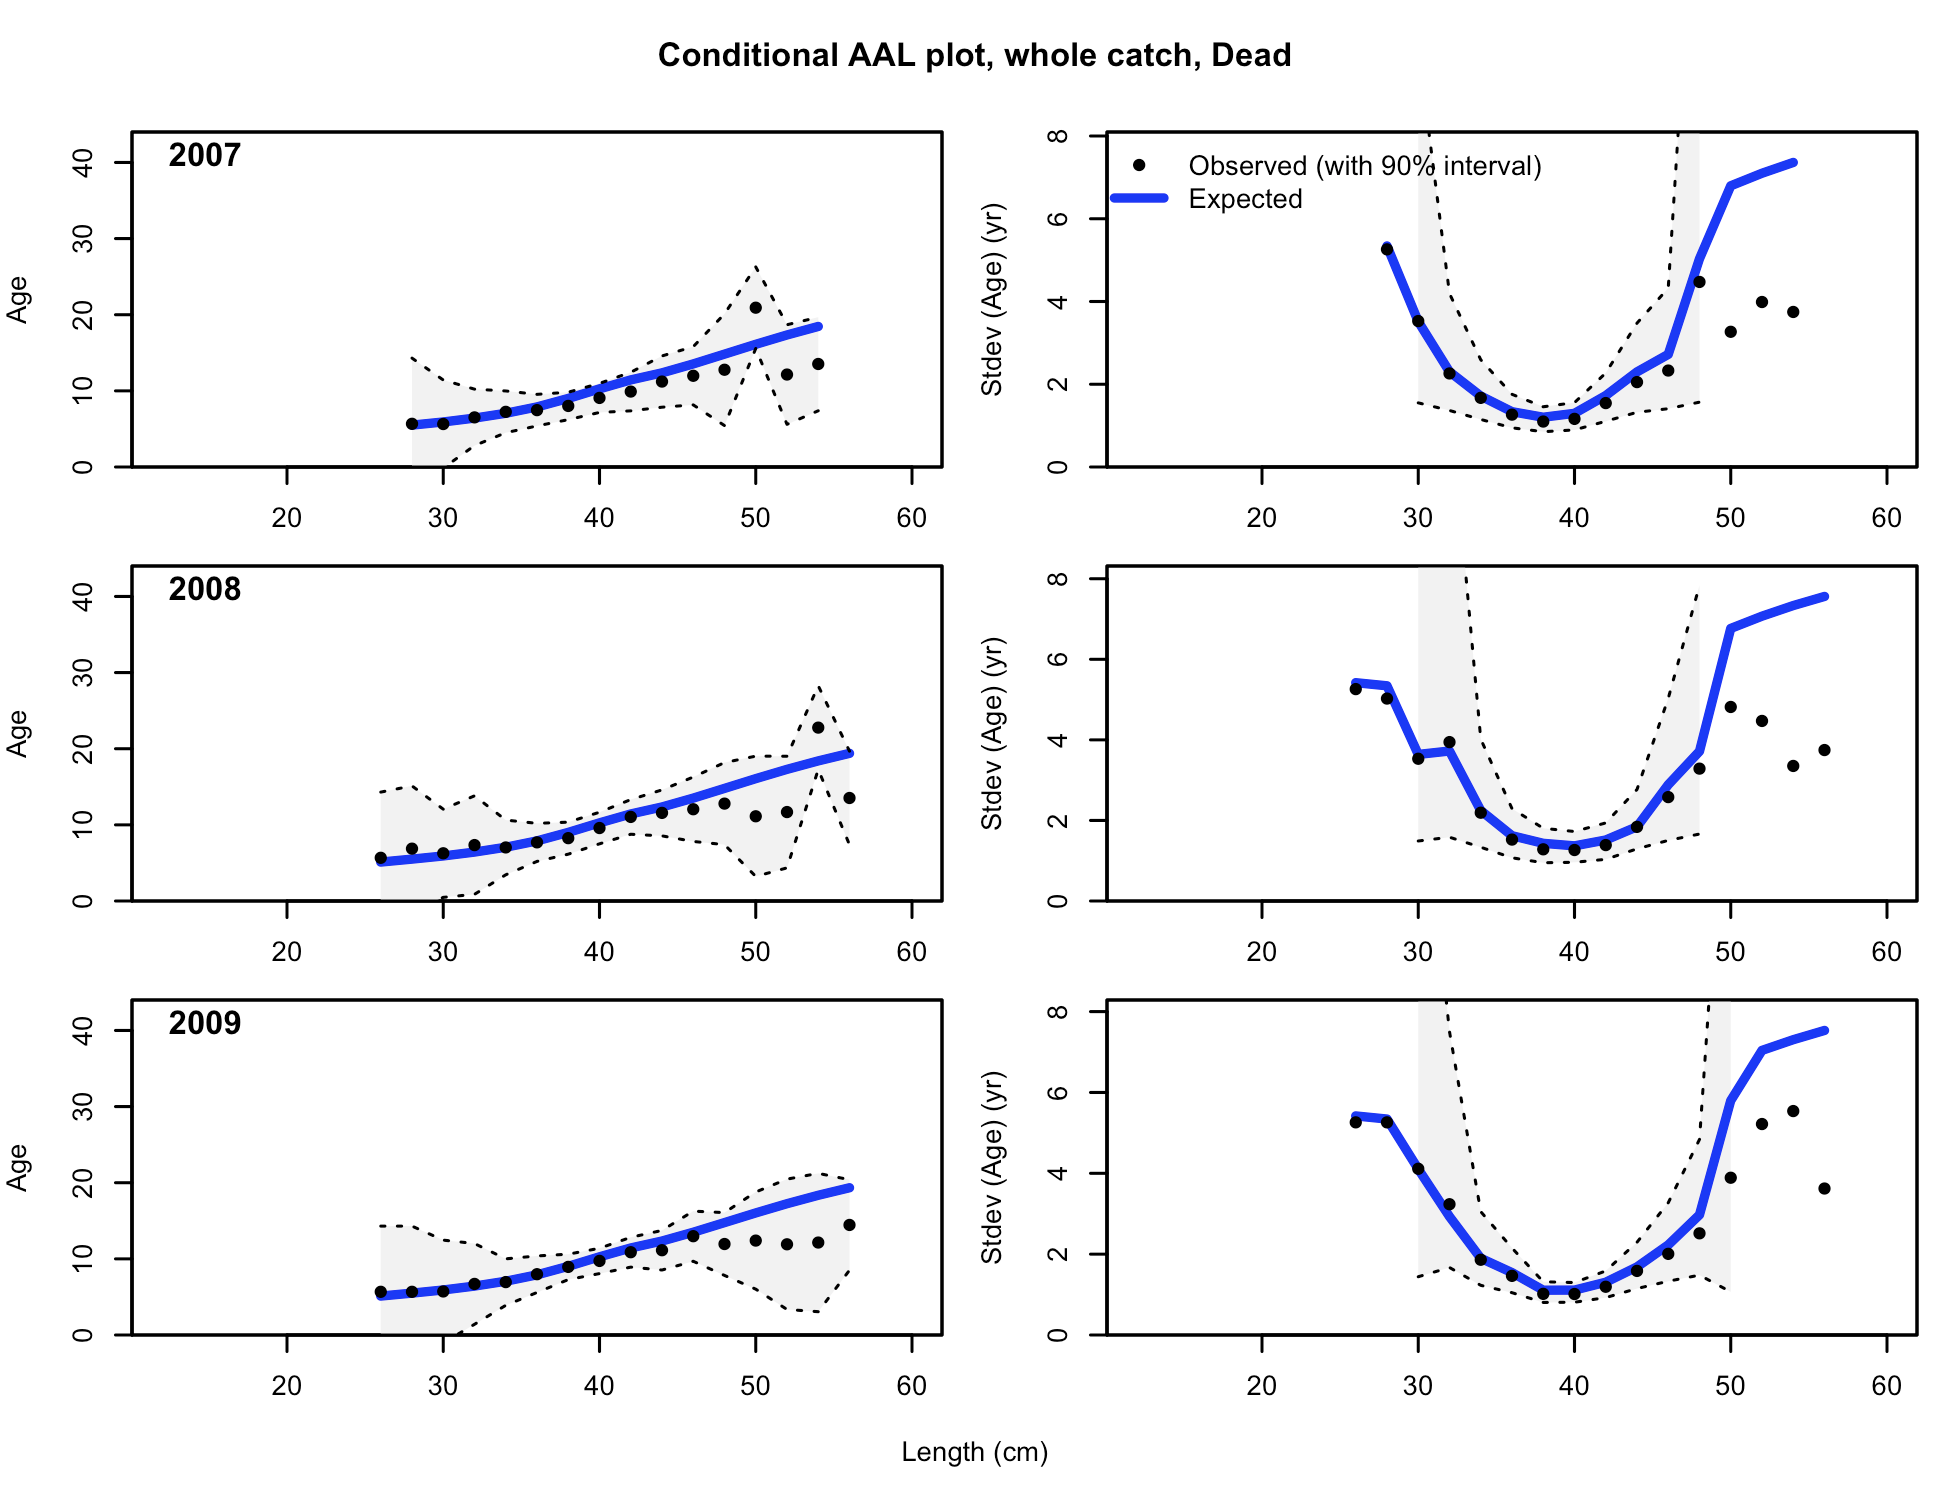 Conditional AAL plot, whole catch, Dead
2007
Age
0 10 20 30 40
20 30 40 50 60
Observed (with 90% interval)
Expected
Stdev (Age) (yr)
0 2 4 6 8
20 30 40 50 60
2008
Age
0 10 20 30 40
20 30 40 50 60
Stdev (Age) (yr)
0 2 4 6 8
20 30 40 50 60
2009
Age
0 10 20 30 40
20 30 40 50 60
Stdev (Age) (yr)
0 2 4 6 8
20 30 40 50 60
Length (cm)